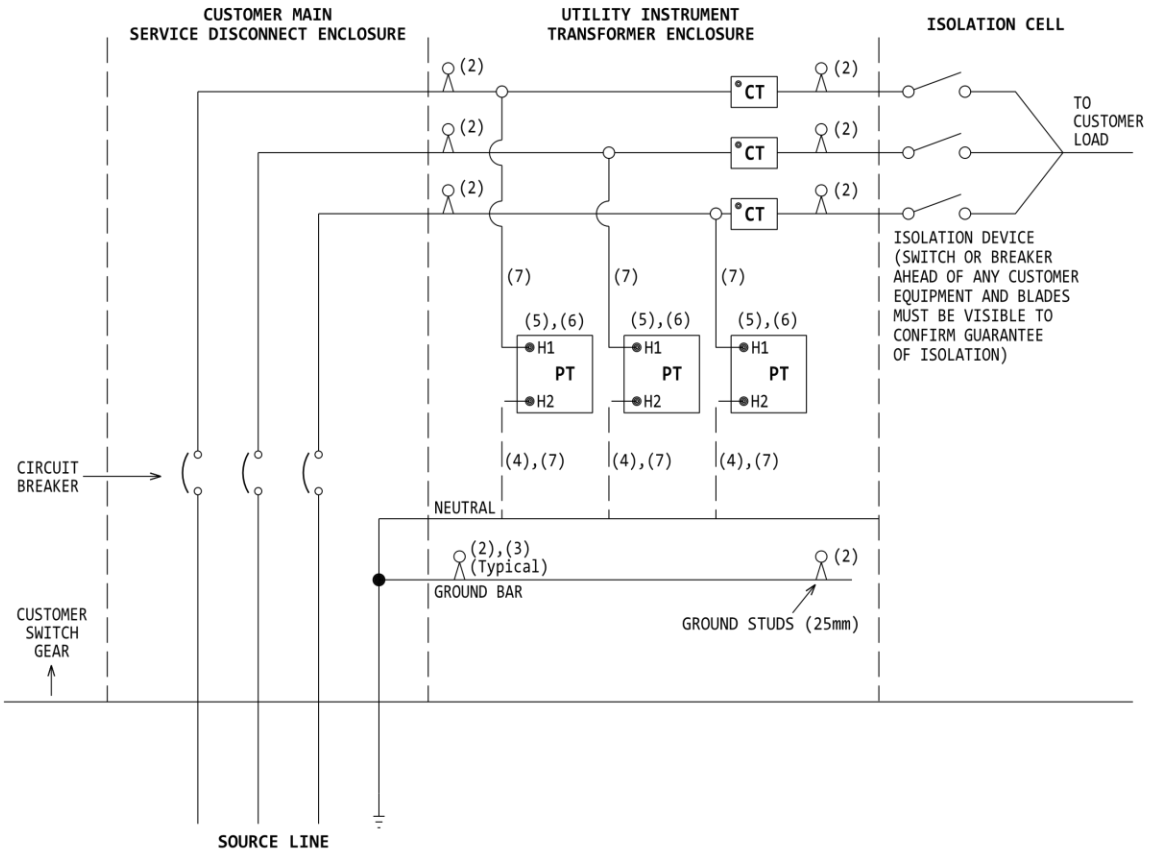 CUSTOMER MAIN
SERVICE DISCONNECT ENCLOSURE
UTILITY INSTRUMENT
TRANSFORMER ENCLOSURE
ISOLATION CELL
(2)
(2)
CT
(2)
(2)
CT
(2)
(2)
CT
TO
CUSTOMER
LOAD
ISOLATION DEVICE
(SWITCH OR BREAKER
AHEAD OF ANY CUSTOMER
EQUIPMENT AND BLADES
MUST BE VISIBLE TO
CONFIRM GUARANTEE
OF ISOLATION)
(7)
(7)
(7)
(5),(6)
(5),(6)
(5),(6)
H1
PT
H2
H1
PT
H2
H1
PT
H2
(4),(7)
(4),(7)
(4),(7)
CIRCUIT
BREAKER
NEUTRAL
(2),(3)
(Typical)
(2)
GROUND BAR
GROUND STUDS (25mm)
CUSTOMER
SWITCH
GEAR
SOURCE LINE